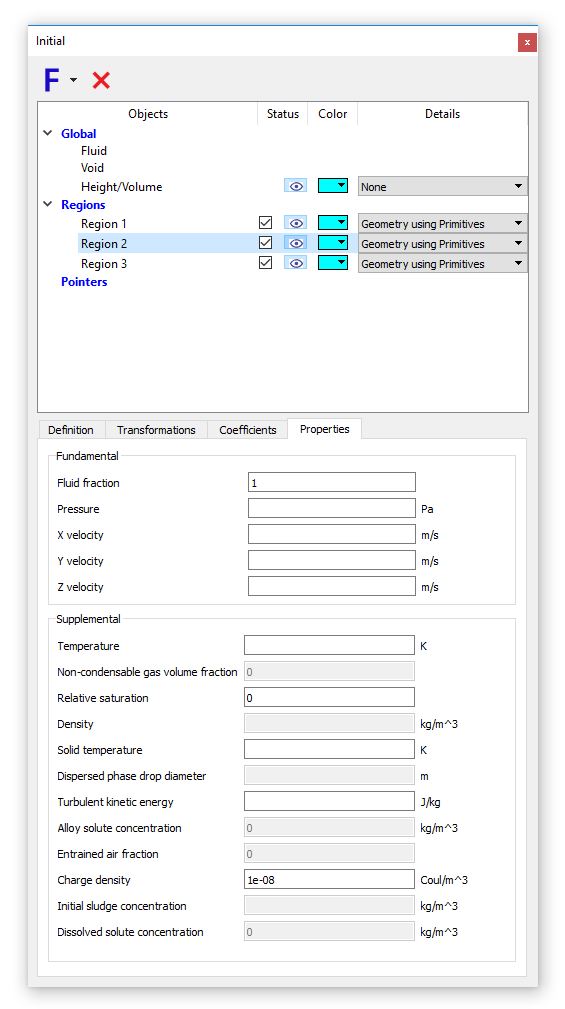 Initial
x
F
Objects Status Color Details
Global
Fluid
Void
Height/Volume None
Regions
Region 1 Geometry using Primitives
Region 2 Geometry using Primitives
Region 3 Geometry using Primitives
Pointers
Definition Transformations Coefficients Properties
Fundamental
Fluid fraction 1
Pressure Pa
X velocity m/s
Y velocity m/s
Z velocity m/s
Supplemental
Temperature K
Non-condensable gas volume fraction 0
Relative saturation 0
Density kg/m^3
Solid temperature K
Dispersed phase drop diameter m
Turbulent kinetic energy J/kg
Alloy solute concentration 0 kg/m^3
Entrained air fraction 0
Charge density 1e-08 Coul/m^3
Initial sludge concentration kg/m^3
Dissolved solute concentration 0 kg/m^3